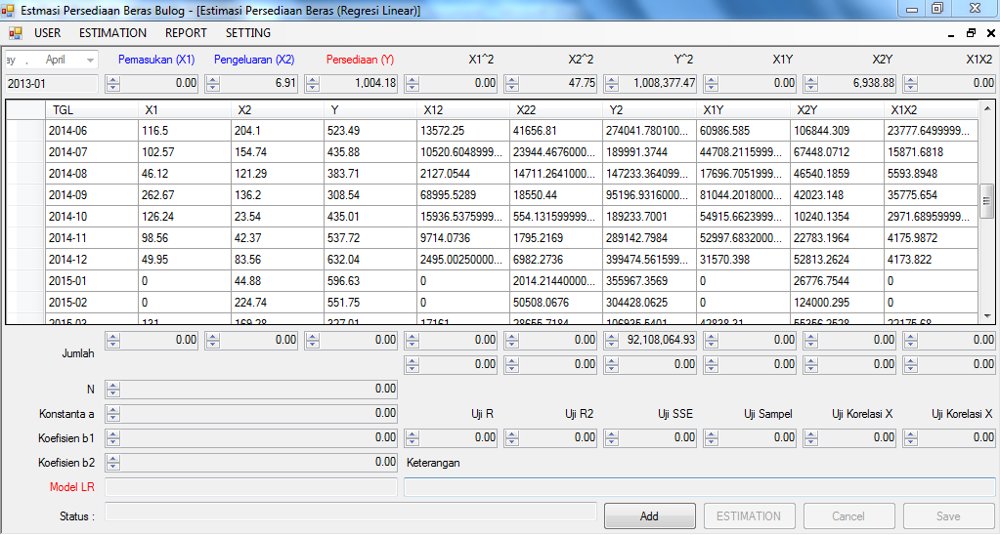 Estmasi Persediaan Beras Bulog - [Estimasi Persediaan Beras (Regresi Linear)]
USER ESTIMATION REPORT SETTING
ay , April Pemasukan (X1) Pengeluaran (X2) Persediaan (Y) X1^2 X2^2 Y^2 X1Y X2Y X1X2
2013-01 0.00 6.91 1,004.18 0.00 47.75 1,008,377.47 0.00 6,938.88 0.00
TGL X1 X2 Y X12 X22 Y2 X1Y X2Y X1X2
2014-06 116.5 204.1 523.49 13572.25 41656.81 274041.780100... 60986.585 106844.309 23777.6499999...
2014-07 102.57 154.74 435.88 10520.6048999... 23944.4676000... 189991.3744 44708.2115999... 67448.0712 15871.6818
2014-08 46.12 121.29 383.71 2127.0544 14711.2641000... 147233.364099... 17696.7051999... 46540.1859 5593.8948
2014-09 262.67 136.2 308.54 68995.5289 18550.44 95196.9316000... 81044.2018000... 42023.148 35775.654
2014-10 126.24 23.54 435.01 15936.5375999... 554.131599999... 189233.7001 54915.6623999... 10240.1354 2971.68959999...
2014-11 98.56 42.37 537.72 9714.0736 1795.2169 289142.7984 52997.6832000... 22783.1964 4175.9872
2014-12 49.95 83.56 632.04 2495.00250000... 6982.2736 399474.561599... 31570.398 52813.2624 4173.822
2015-01 0 44.88 596.63 0 2014.21440000... 355967.3569 0 26776.7544 0
2015-02 0 224.74 551.75 0 50508.0676 304428.0625 0 124000.295 0
2015-03 131 169.28 327.01 17161 28655.7184 106935.5401 42838.31 55356.2528 22175.68
Jumlah 0.00 0.00 0.00 0.00 0.00 92,108,064.93 0.00 0.00 0.00
0.00 0.00 0.00 0.00 0.00 0.00
N 0.00
Konstanta a 0.00 Uji R Uji R2 Uji SSE Uji Sampel Uji Korelasi X Uji Korelasi X
Koefisien b1 0.00 0.00 0.00 0.00 0.00 0.00 0.00
Koefisien b2 0.00 Keterangan
Model LR
Status : Add ESTIMATION Cancel Save